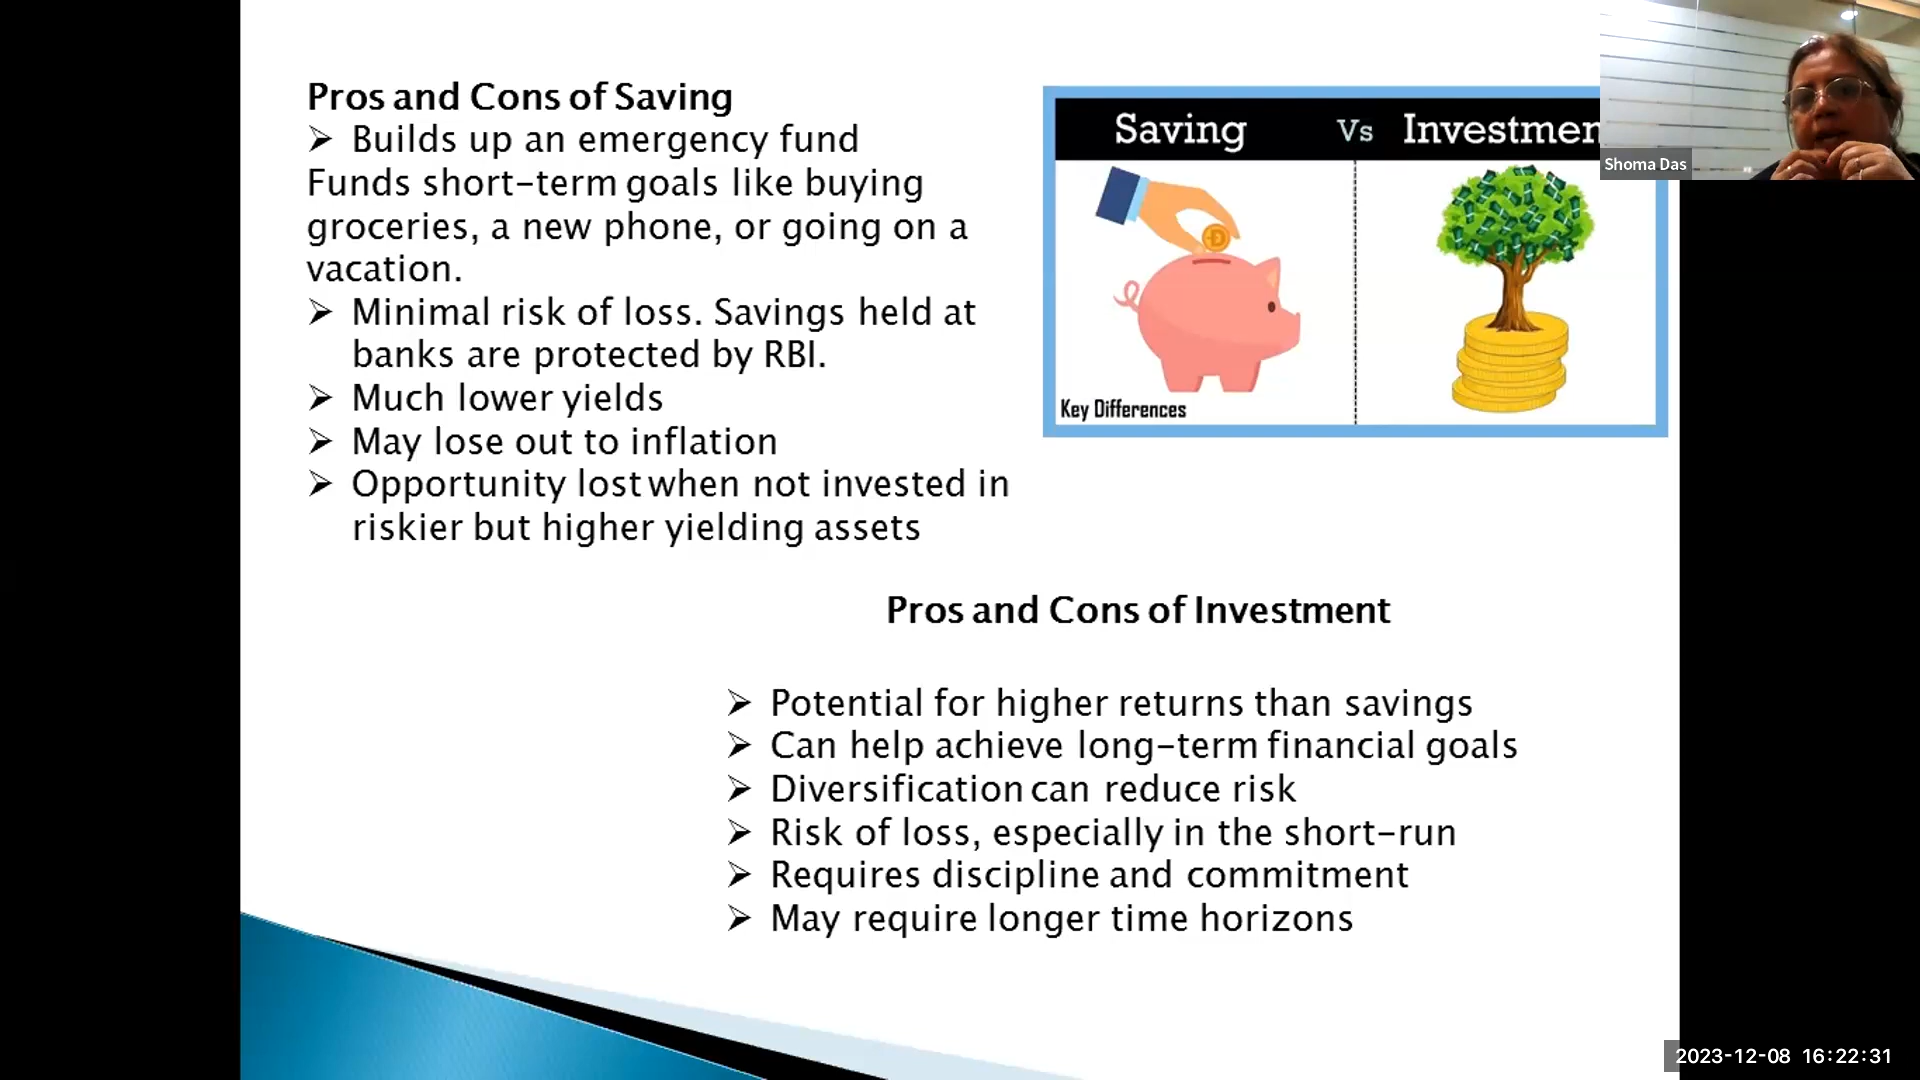 Pros and Cons of Saving
➢ Builds up an emergency fund
Funds short-term goals like buying
groceries, a new phone, or going on a
vacation.
➢ Minimal risk of loss. Savings held at
banks are protected by RBI.
➢ Much lower yields
➢ May lose out to inflation
➢ Opportunity lost when not invested in
riskier but higher yielding assets
Saving Vs Investmen
Key Differences
Shoma Das
Pros and Cons of Investment
➢ Potential for higher returns than savings
➢ Can help achieve long-term financial goals
➢ Diversification can reduce risk
➢ Risk of loss, especially in the short-run
➢ Requires discipline and commitment
➢ May require longer time horizons
2023-12-08 16:22:31